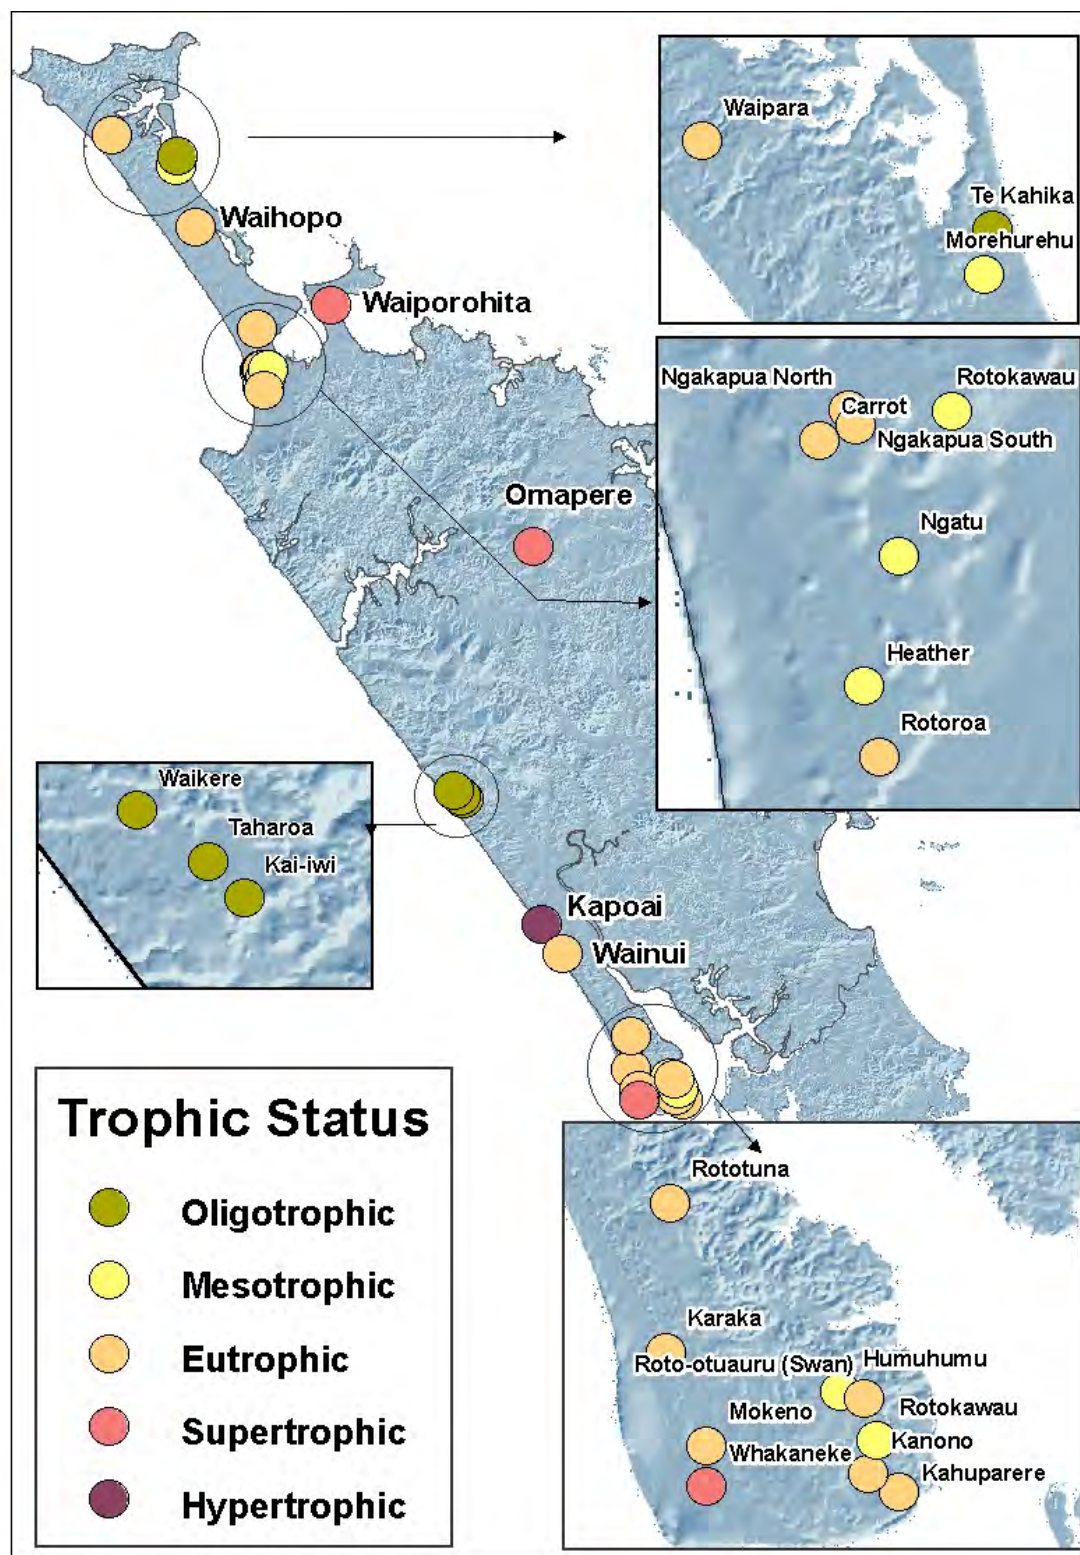 Waipara
Te Kahika
Morehurehu
Waihopo
Waiporohita
Ngakapua North
Rotokawau
Carrot
Ngakapua South
Omapere
Ngatu
Heather
Rotoroa
Waikere
Taharoa
Kai-iwi
Kapoai
Wainui
Trophic Status
Oligotrophic
Mesotrophic
Eutrophic
Supertrophic
Hypertrophic
Rototuna
Karaka
Roto-otuauru (Swan)
Humuhumu
Mokeno
Rotokawau
Whakaneke
Kanono
Kahuparere